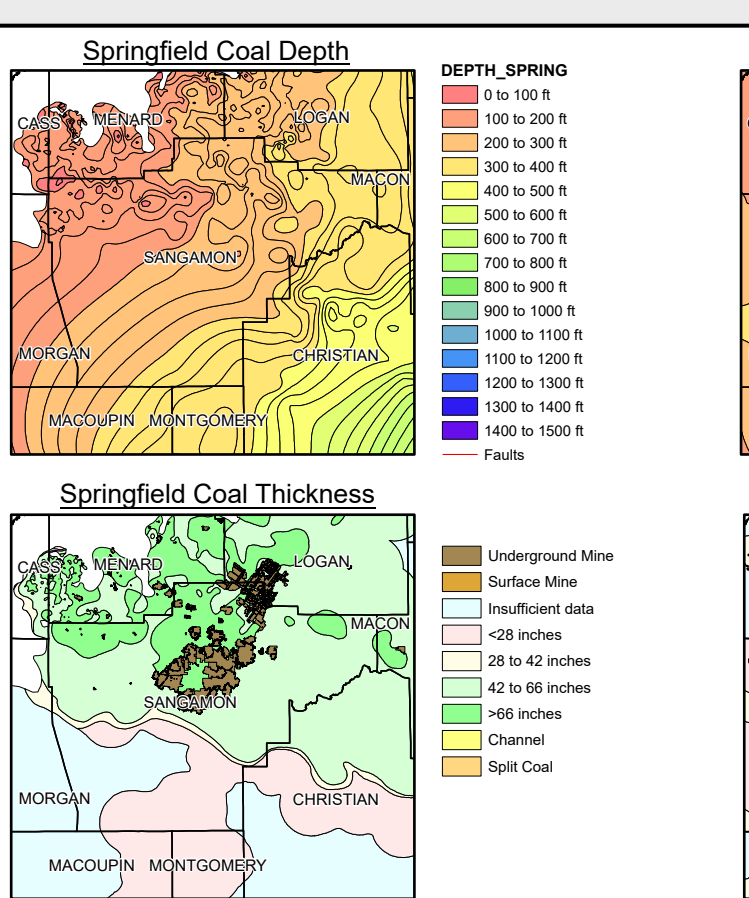 Springfield Coal Depth
CASS
MENARD
LOGAN
MACON
SANGAMON
MORGAN
CHRISTIAN
MACOUPIN
MONTGOMERY
DEPTH_SPRING
0 to 100 ft
100 to 200 ft
200 to 300 ft
300 to 400 ft
400 to 500 ft
500 to 600 ft
600 to 700 ft
700 to 800 ft
800 to 900 ft
900 to 1000 ft
1000 to 1100 ft
1100 to 1200 ft
1200 to 1300 ft
1300 to 1400 ft
1400 to 1500 ft
Faults
Springfield Coal Thickness
CASS
MENARD
LOGAN
MACON
SANGAMON
MORGAN
CHRISTIAN
MACOUPIN
MONTGOMERY
Underground Mine
Surface Mine
Insufficient data
<28 inches
28 to 42 inches
42 to 66 inches
>66 inches
Channel
Split Coal